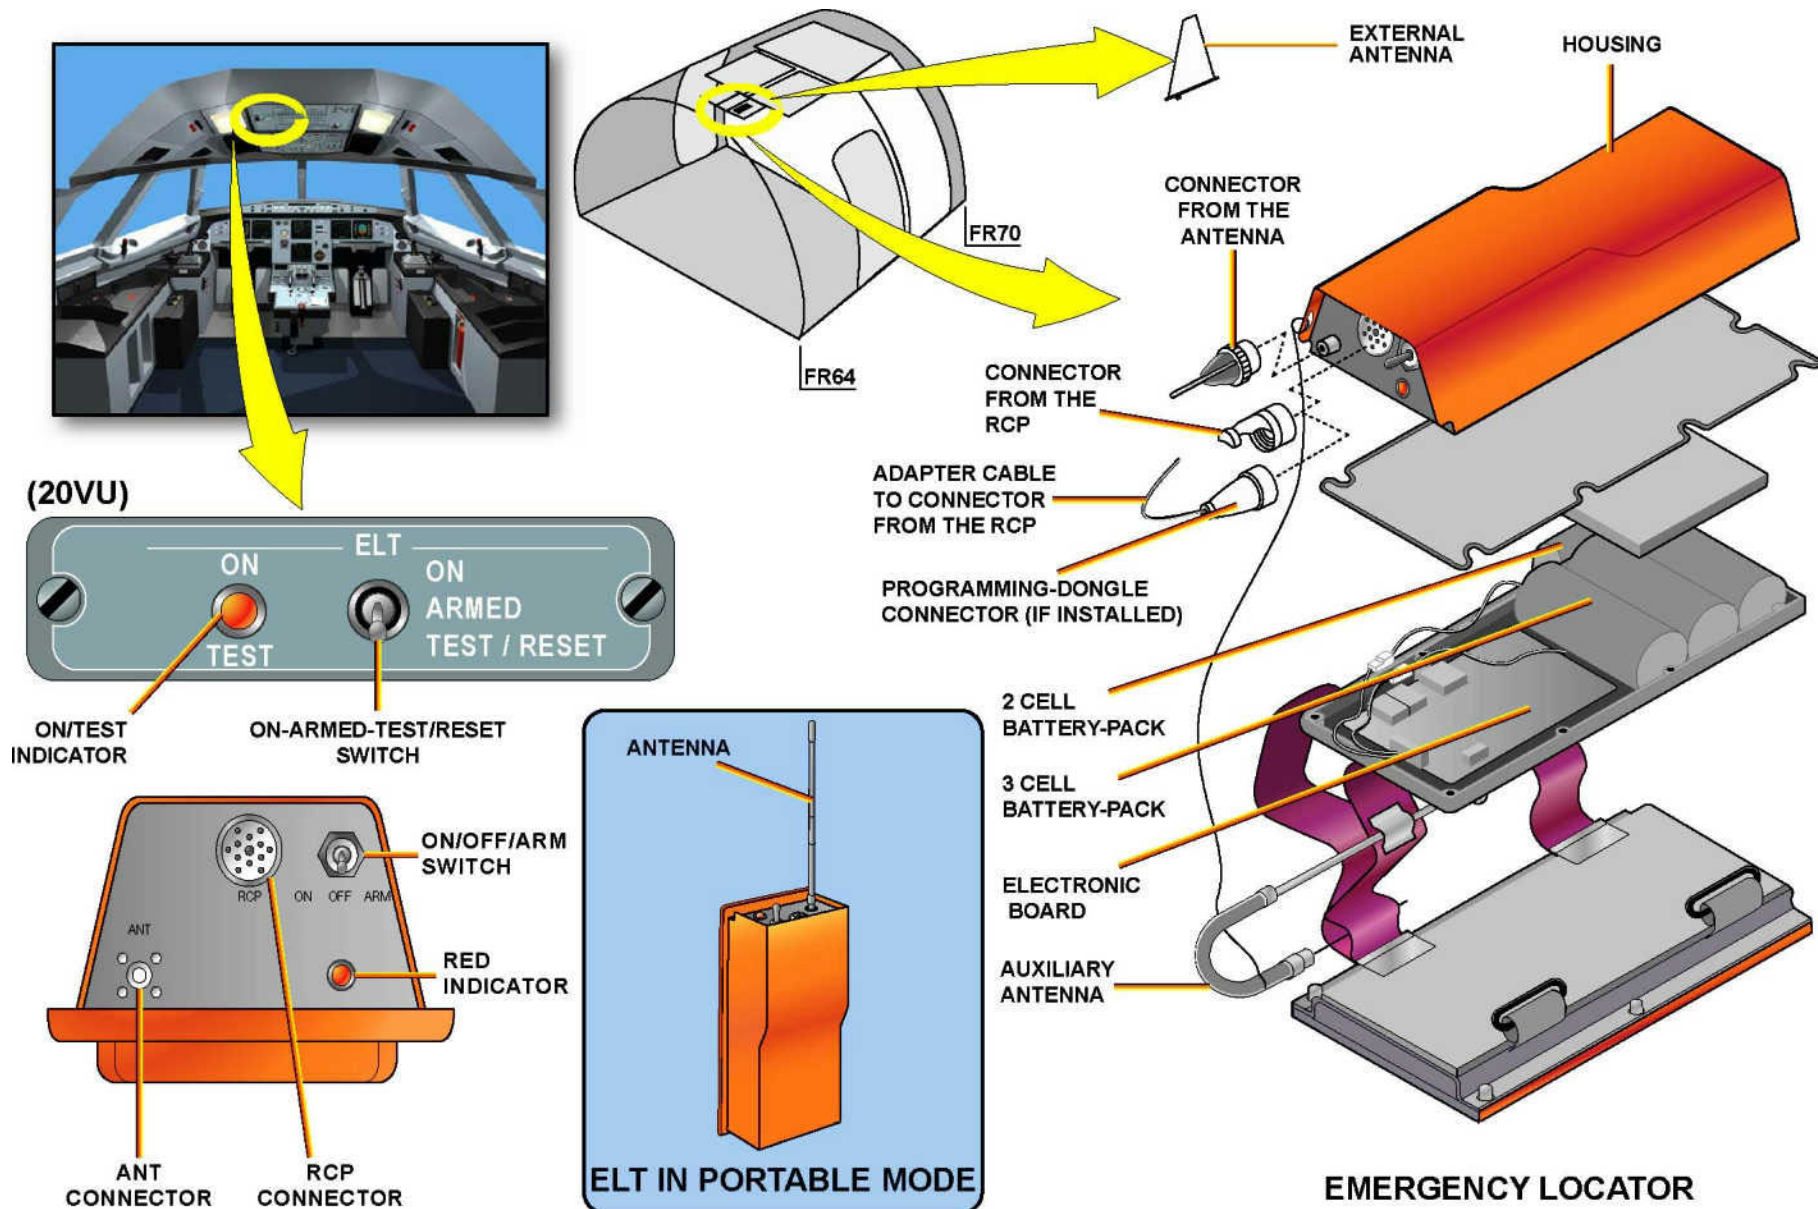 EXTERNAL
ANTENNA
HOUSING
CONNECTOR
FROM THE
ANTENNA
FR70
FR64
CONNECTOR
FROM THE
RCP
ADAPTER CABLE
TO CONNECTOR
FROM THE RCP
PROGRAMMING-DONGLE
CONNECTOR (IF INSTALLED)
(20VU)
ELT
ON
TEST
ON
ARMED
TEST / RESET
ON/TEST
INDICATOR
ON-ARMED-TEST/RESET
SWITCH
2 CELL
BATTERY-PACK
3 CELL
BATTERY-PACK
ELECTRONIC
BOARD
AUXILIARY
ANTENNA
ANTENNA
ELT IN PORTABLE MODE
ON/OFF/ARM
SWITCH
RCP
ON OFF ARM
ANT
RED
INDICATOR
ANT
CONNECTOR
RCP
CONNECTOR
EMERGENCY LOCATOR